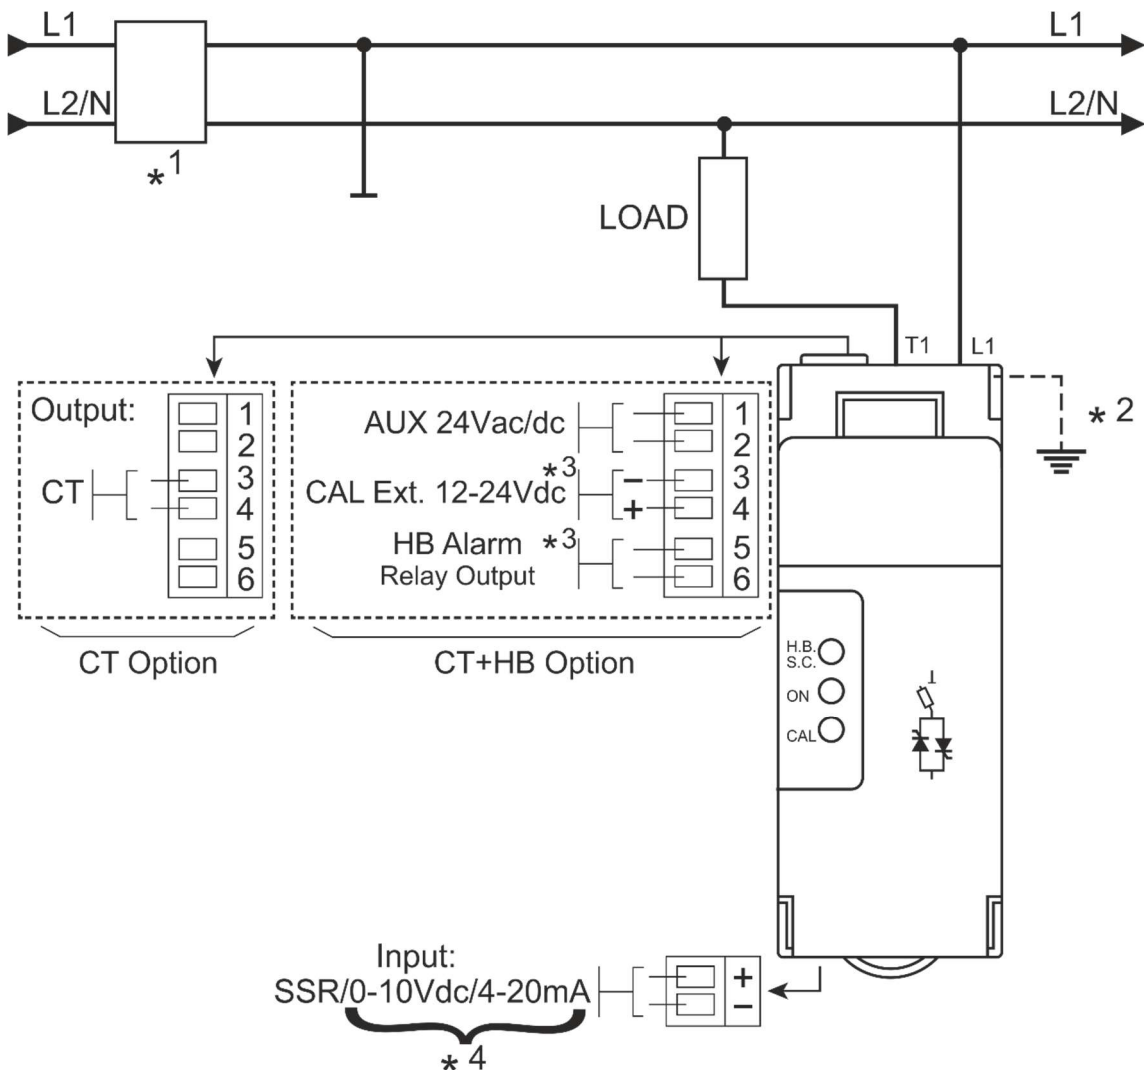 L1
L1
L2/N
L2/N
*1
LOAD
T1
L1
*2
Output:
1
2
3
4
5
6
CT
CT Option
AUX 24Vac/dc
*3
CAL Ext. 12-24Vdc
HB Alarm *3
Relay Output
1
2
- 3
+ 4
5
6
CT+HB Option
H.B.
S.C.
ON
CAL
Input:
SSR/0-10Vdc/4-20mA
+
-
*4